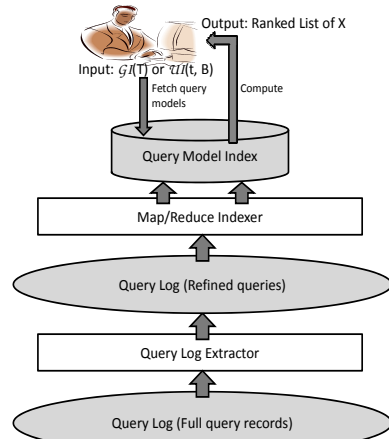 Output: Ranked List of X
Input: 𝒢ℐ(T) or 𝒰ℐ(t, B)
Fetch query
models
Compute
Query Model Index
Map/Reduce Indexer
Query Log (Refined queries)
Query Log Extractor
Query Log (Full query records)